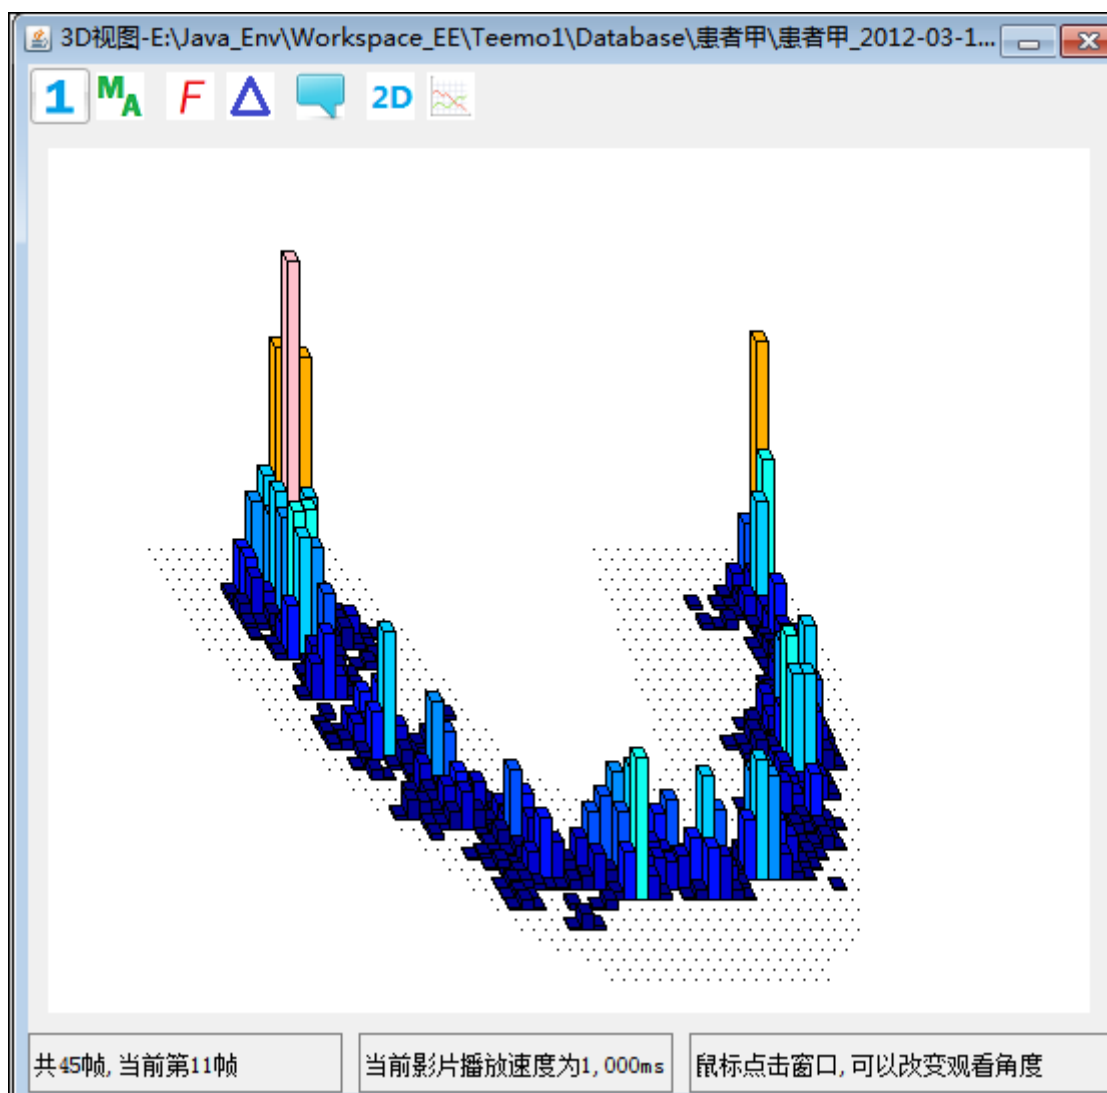 3D视图-E:\Java_Env\Workspace_EE\Teemo1\Database\患者甲\患者甲_2012-03-1...
1 MA F Δ 2D
共45帧,当前第11帧
当前影片播放速度为1,000ms
鼠标点击窗口,可以改变观看角度